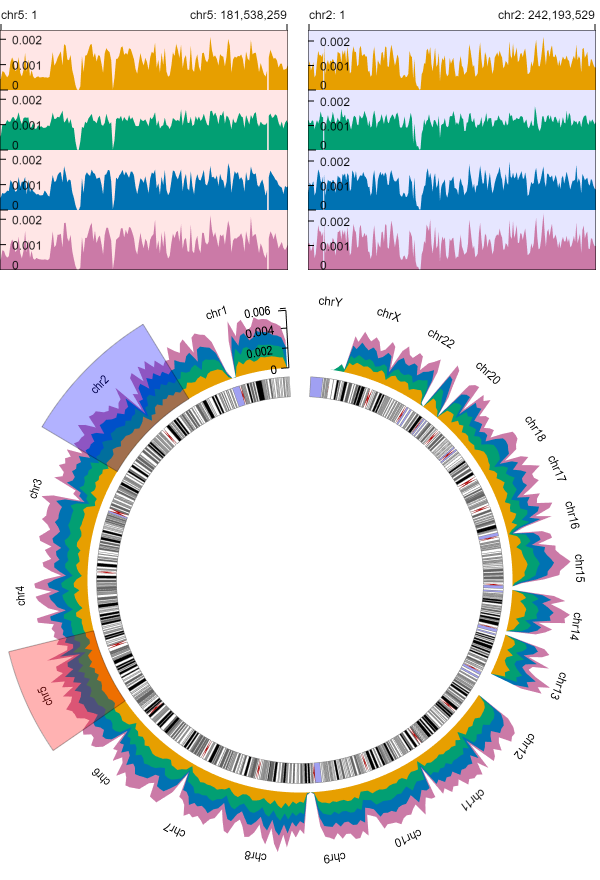 chr5: 1 chr5: 181,538,259 chr2: 1 chr2: 242,193,529
0.002 0.002
0.001 0.001
0 0
0.002 0.002
0.001 0.001
0 0
0.002 0.002
0.001 0.001
0 0
0.002 0.002
0.001 0.001
0 0
chrY
chr1 0.006 chrX
0.004
0.002
0
chr22
chr20
chr2
chr18
chr17
chr3
chr16
chr15
chr4
chr14
chr13
chr5
chr12
chr6
chr11
chr7
chr10
chr8
chr9